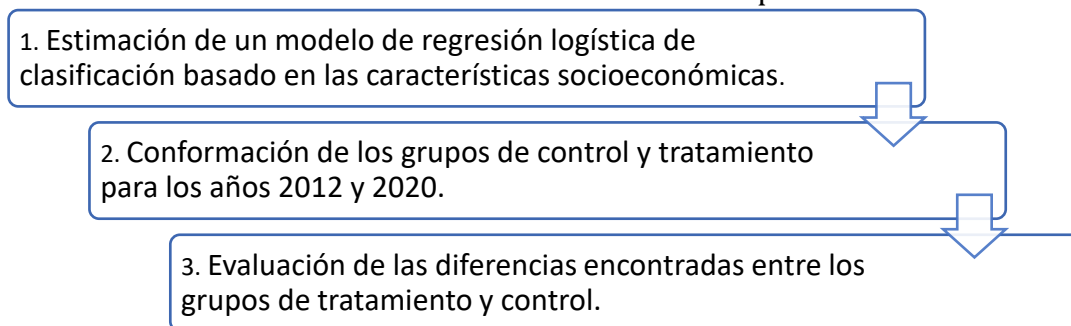 1. Estimación de un modelo de regresión logística de
clasificación basado en las características socioeconómicas.
2. Conformación de los grupos de control y tratamiento
para los años 2012 y 2020.
3. Evaluación de las diferencias encontradas entre los
grupos de tratamiento y control.